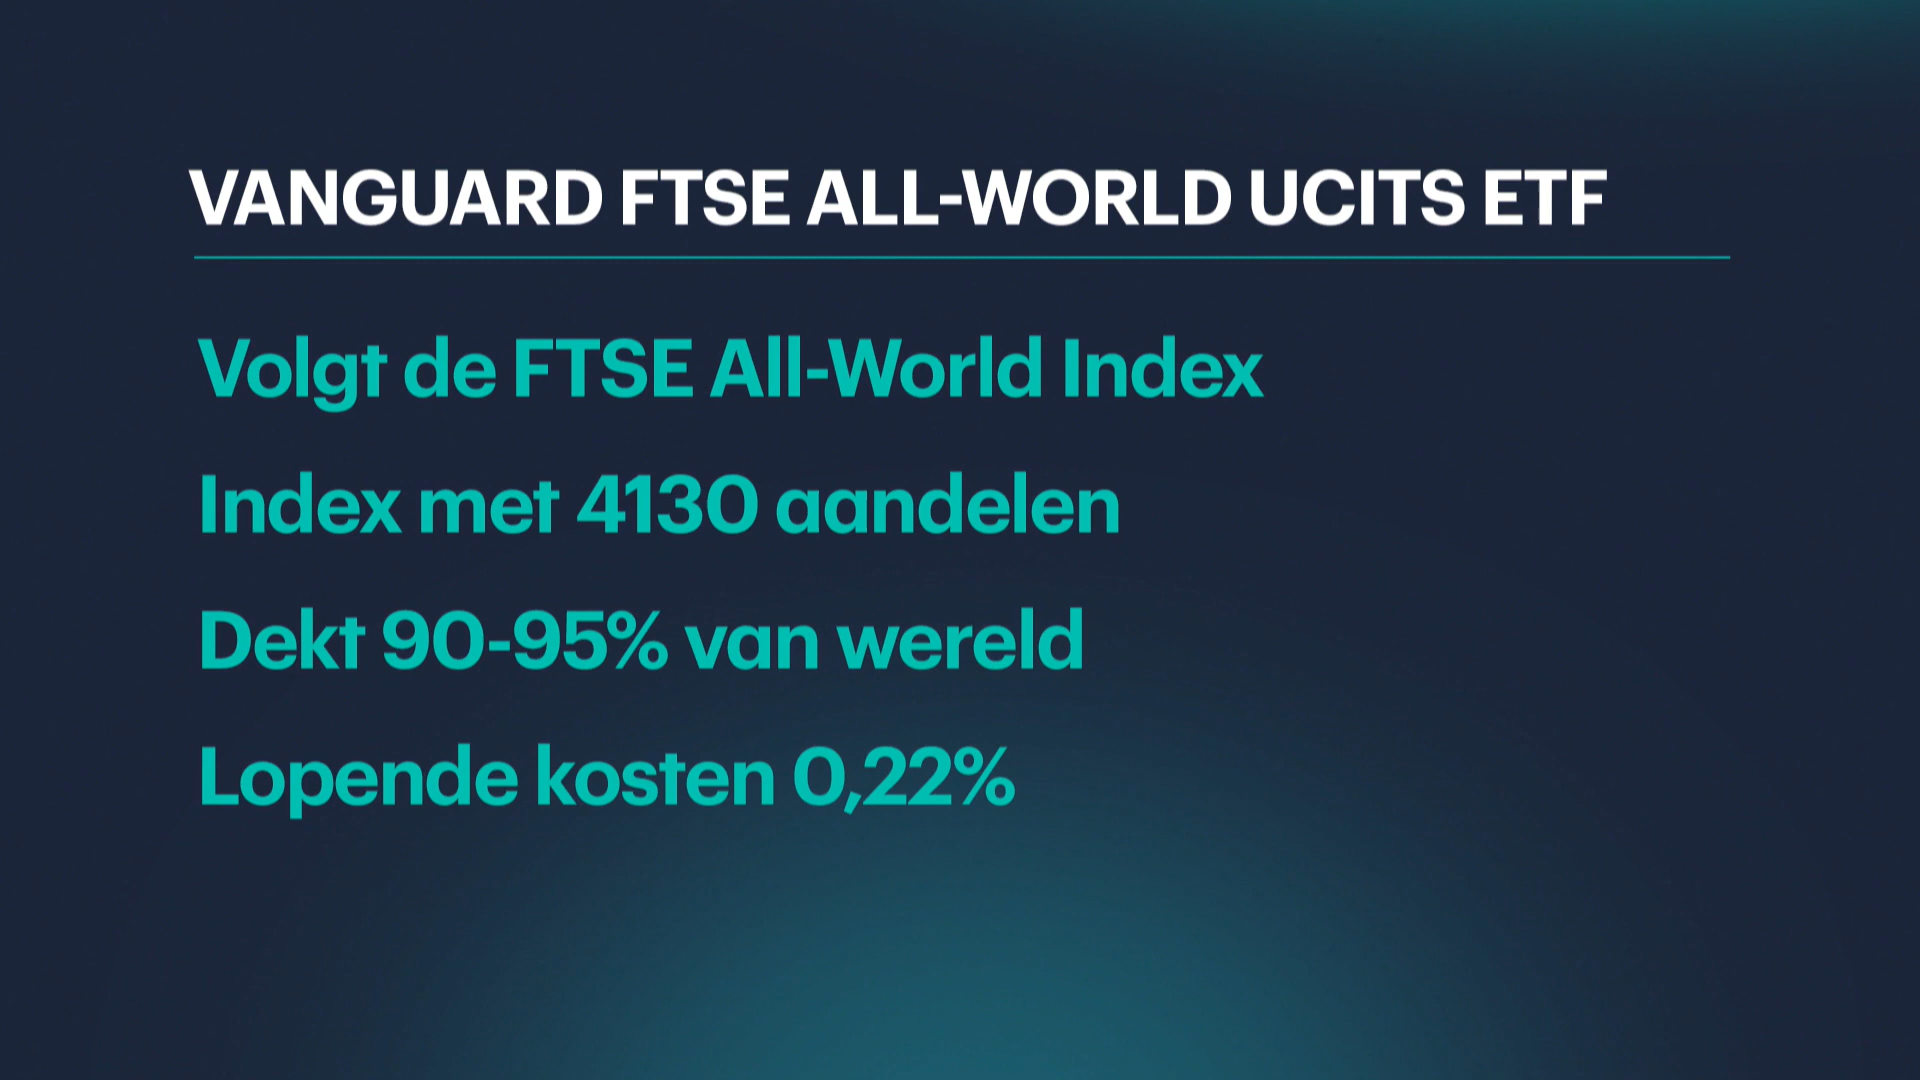 VANGUARD FTSE ALL-WORLD UCITS ETF
Volgt de FTSE All-World Index
Index met 4130 aandelen
Dekt 90-95% van wereld
Lopende kosten 0,22%